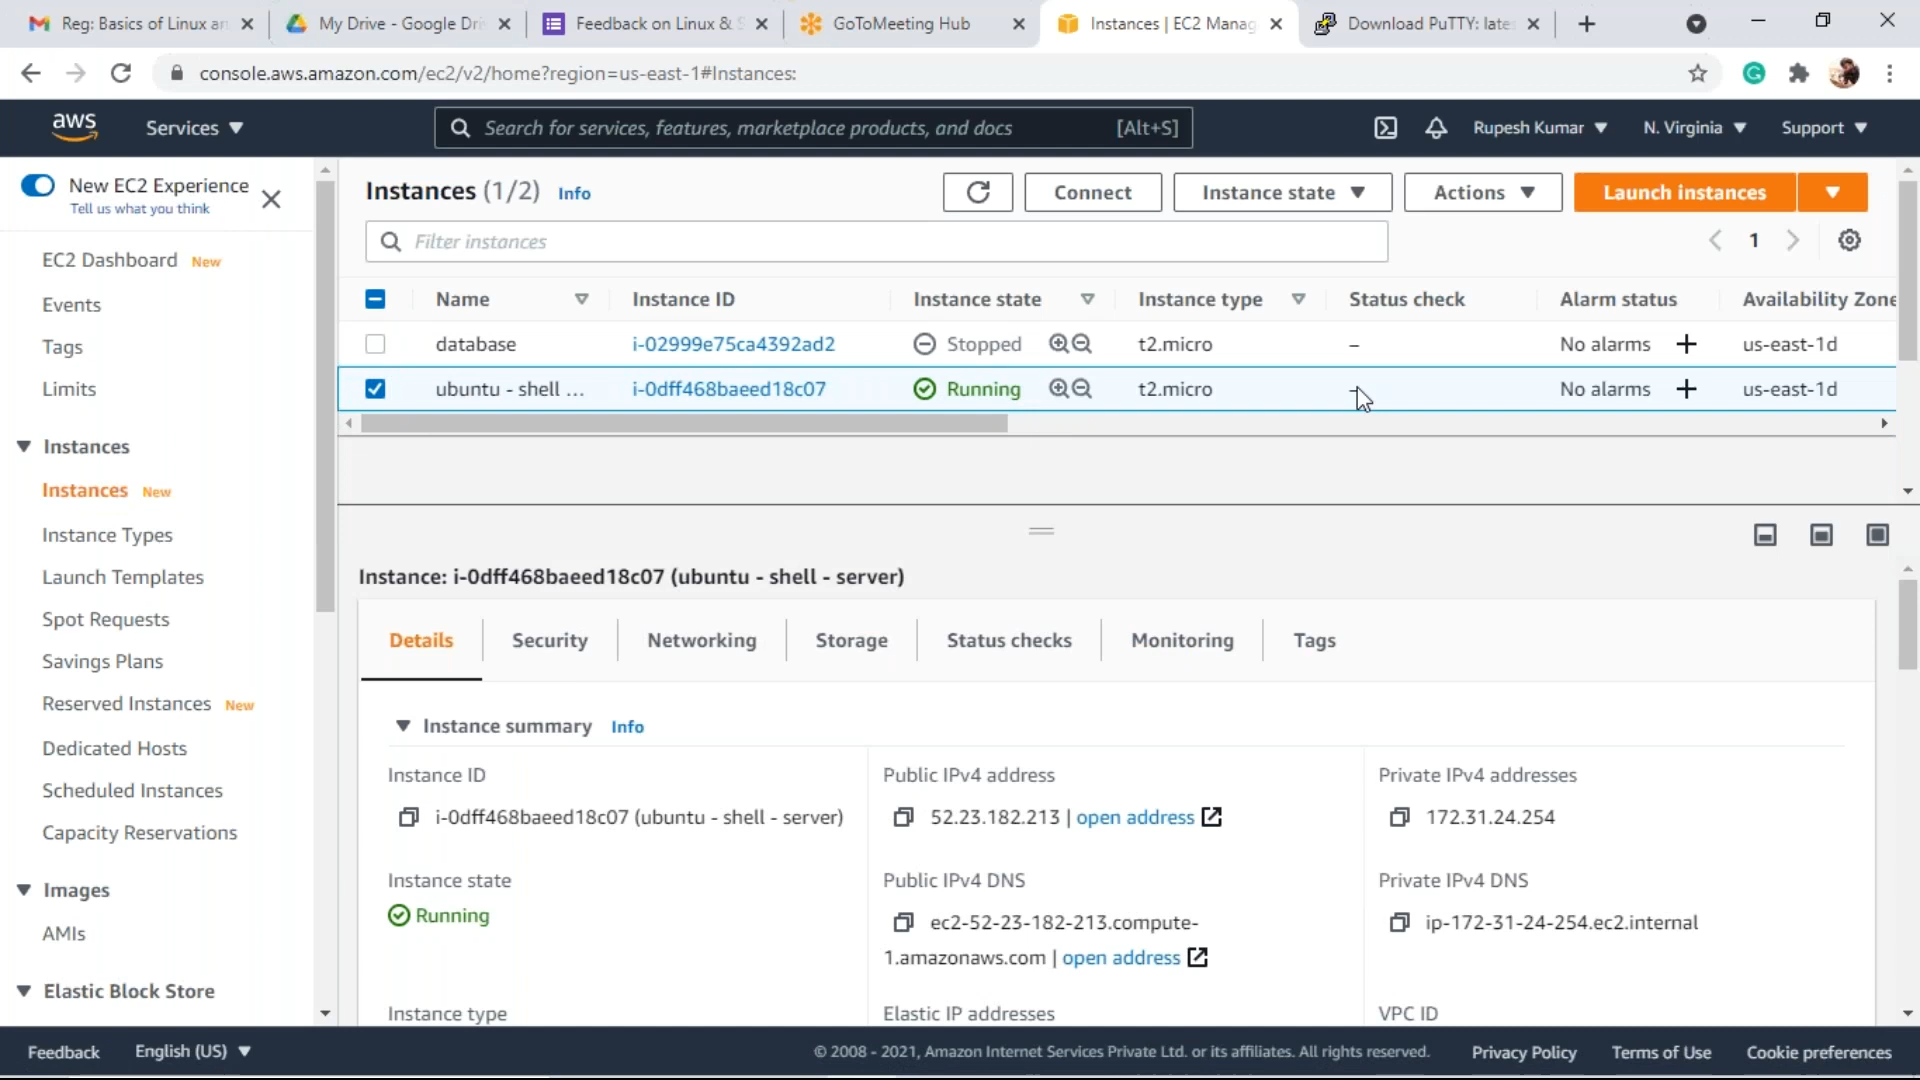 Reg: Basics of Linux an
My Drive - Google Dri
Feedback on Linux & S
GoToMeeting Hub
Instances | EC2 Manag
Download PuTTY: late
console.aws.amazon.com/ec2/v2/home?region=us-east-1#Instances:
aws
Services
Search for services, features, marketplace products, and docs
[Alt+S]
Rupesh Kumar
N. Virginia
Support
New EC2 Experience
Tell us what you think
EC2 Dashboard New
Events
Tags
Limits
Instances
Instances New
Instance Types
Launch Templates
Spot Requests
Savings Plans
Reserved Instances New
Dedicated Hosts
Scheduled Instances
Capacity Reservations
Images
AMIs
Elastic Block Store
Instances (1/2) Info
Connect
Instance state
Actions
Launch instances
Filter instances
1
Name Instance ID Instance state Instance type Status check Alarm status Availability Zone
database i-02999e75ca4392ad2 Stopped t2.micro – No alarms + us-east-1d
ubuntu - shell ... i-0dff468baeed18c07 Running t2.micro – No alarms + us-east-1d
Instance: i-0dff468baeed18c07 (ubuntu - shell - server)
Details Security Networking Storage Status checks Monitoring Tags
Instance summary Info
Instance ID
i-0dff468baeed18c07 (ubuntu - shell - server)
Public IPv4 address
52.23.182.213 | open address
Private IPv4 addresses
172.31.24.254
Instance state
Running
Public IPv4 DNS
ec2-52-23-182-213.compute-
1.amazonaws.com | open address
Private IPv4 DNS
ip-172-31-24-254.ec2.internal
Instance type
Elastic IP addresses
VPC ID
Feedback
English (US)
© 2008 - 2021, Amazon Internet Services Private Ltd. or its affiliates. All rights reserved.
Privacy Policy
Terms of Use
Cookie preferences